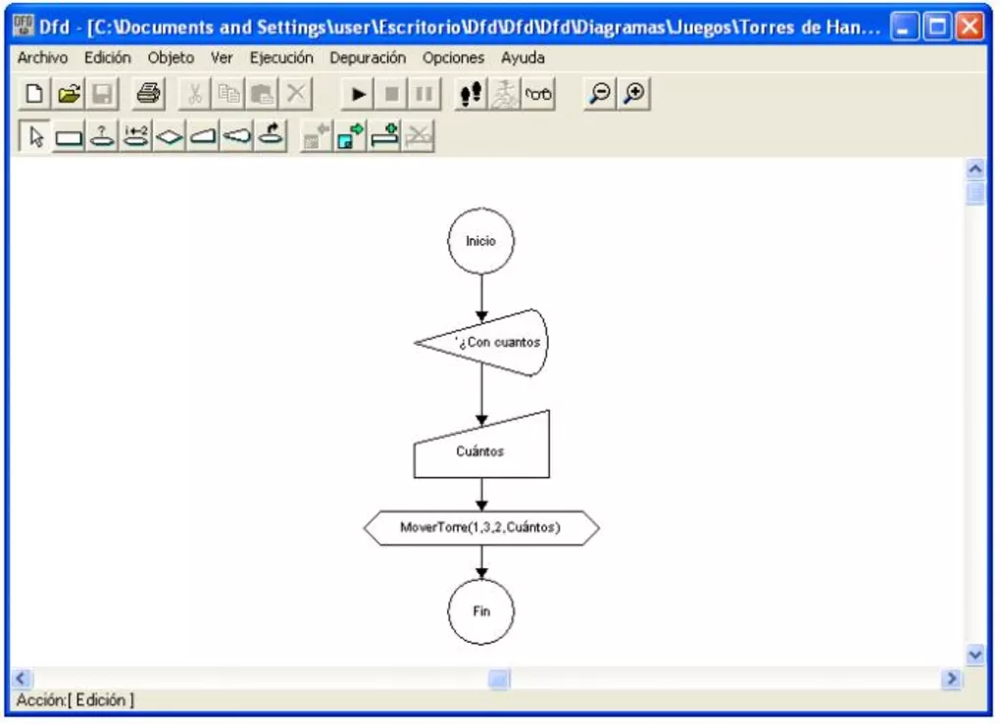 Dfd - [C:\Documents and Settings\user\Escritorio\Dfd\Dfd\Dfd\Diagramas\Juegos\Torres de Han...
Archivo Edición Objeto Ver Ejecución Depuración Opciones Ayuda
Inicio
'¿Con cuantos
Cuántos
MoverTorre(1,3,2,Cuántos)
Fin
Acción:[ Edición ]